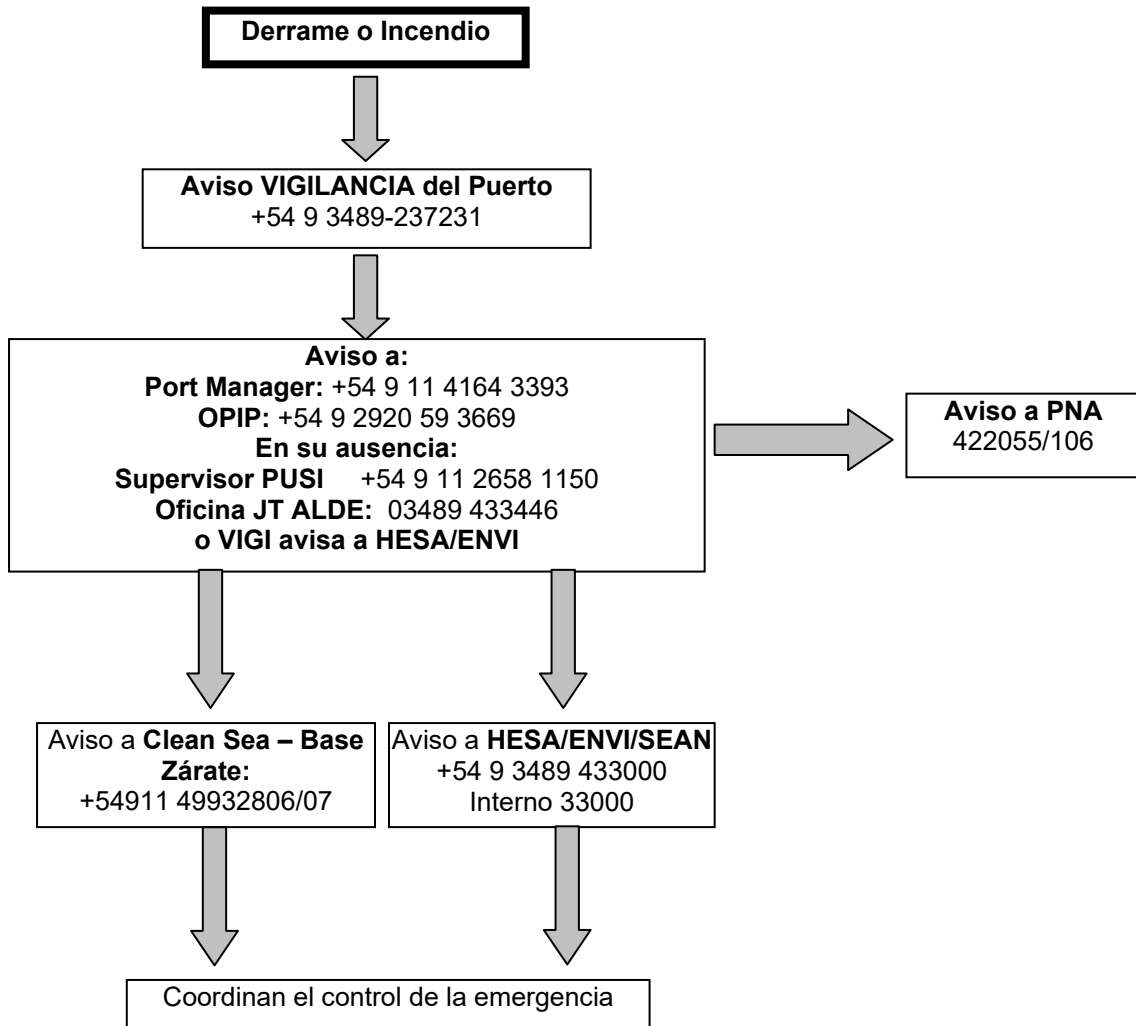 Derrame o Incendio
Aviso VIGILANCIA del Puerto
+54 9 3489-237231
Aviso a:
Port Manager: +54 9 11 4164 3393
OPIP: +54 9 2920 59 3669
En su ausencia:
Supervisor PUSI +54 9 11 2658 1150
Oficina JT ALDE: 03489 433446
o VIGI avisa a HESA/ENVI
Aviso a PNA
422055/106
Aviso a Clean Sea – Base
Zárate:
+54911 49932806/07
Aviso a HESA/ENVI/SEAN
+54 9 3489 433000
Interno 33000
Coordinan el control de la emergencia